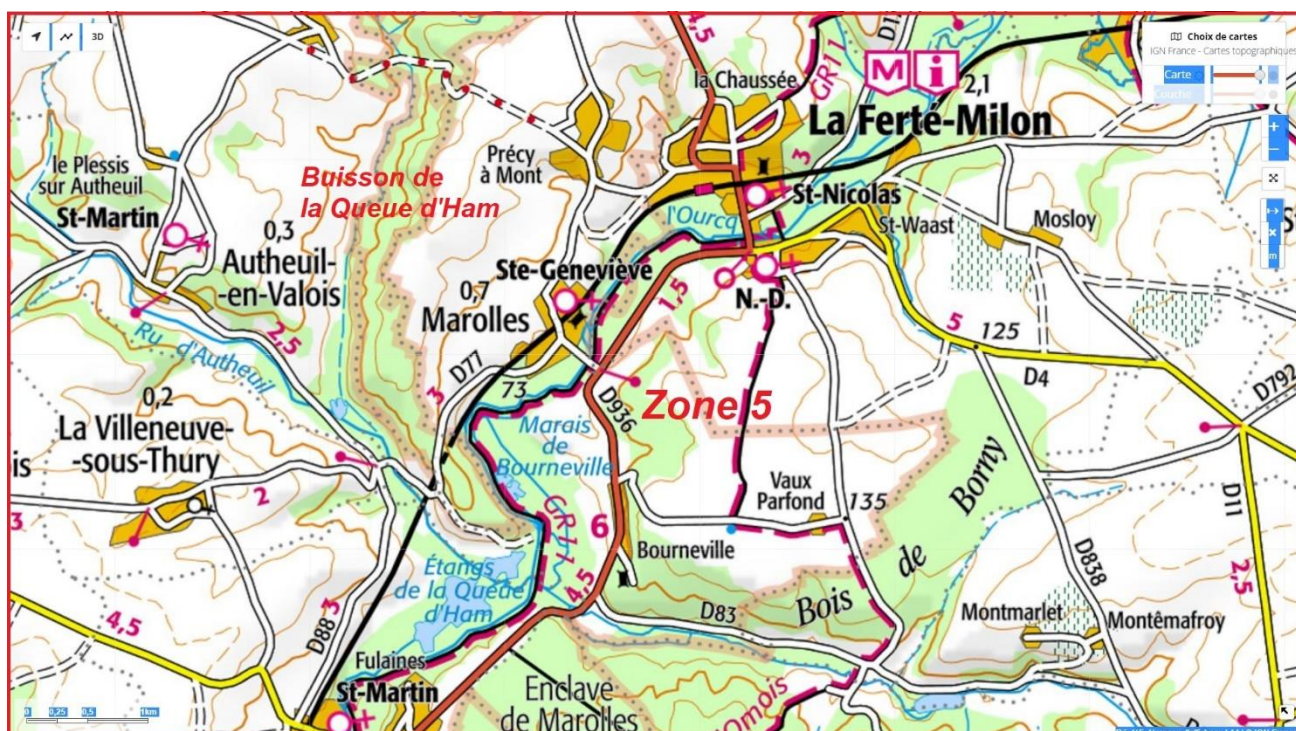 3D
Choix de cartes
IGN France - Cartes topographiques
Carte
Couche
4,5
GR11
M i
2,1
la Chaussée
La Ferté-Milon
3
Précy
à Mont
le Plessis
sur Autheuil
Buisson de
la Queue d'Ham
St-Martin
0,3
Autheuil-
-en-Valois
l'Ourcq
St-Nicolas
St-Waast
Mosloy
Ste-Geneviève
0,7
Marolles
N.-D.
1,5
2,5
Ru d'Autheuil
5
125
D4
D792
D77
3
73
D936
Zone 5
0,2
La Villeneuve-
-sous-Thury
Marais
de
Bourneville
2
3
GR11
6
Vaux
Parfond
135
Bois
de
Borny
Bourneville
D11
D838
2,5
Étangs
de la Queue
d'Ham
4,5
D83
Montmarlet
Montêmafroy
4,5
D88
3
Fulaines
St-Martin
Enclave
de Marolles
0
0,25
0,5
1km
+
−
m